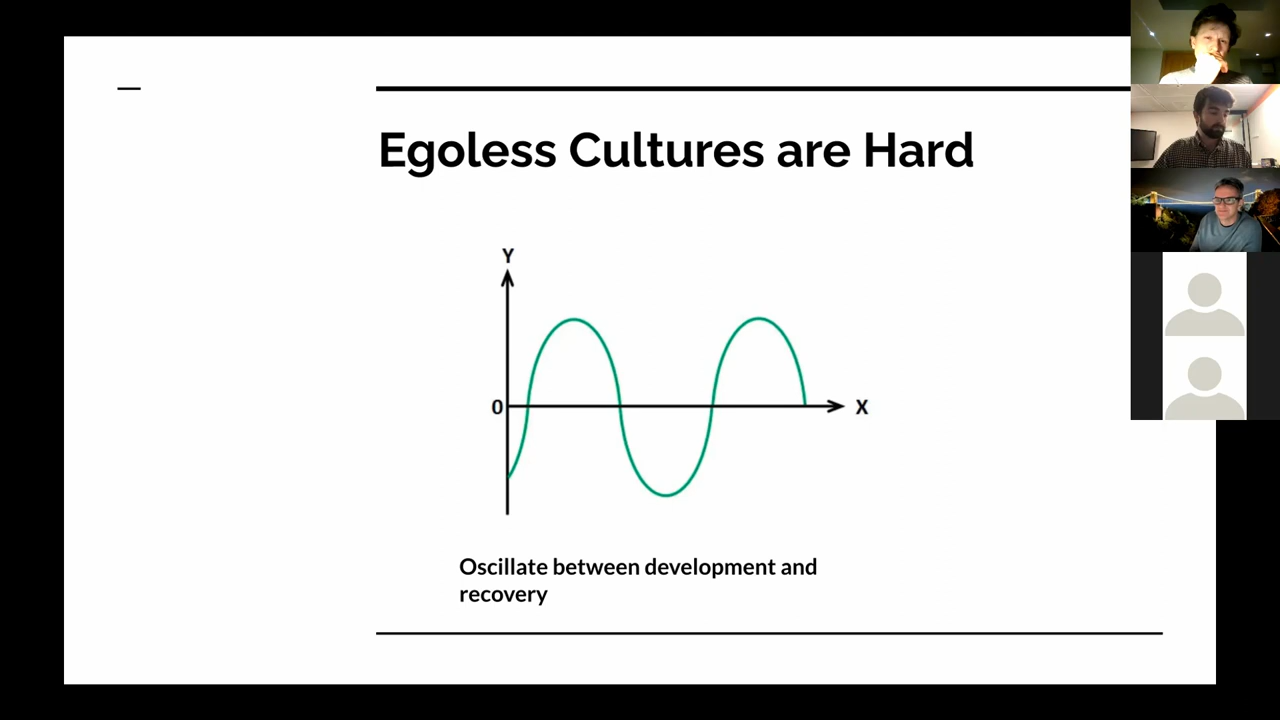 Egoless Cultures are Hard
Y
0
X
Oscillate between development and
recovery